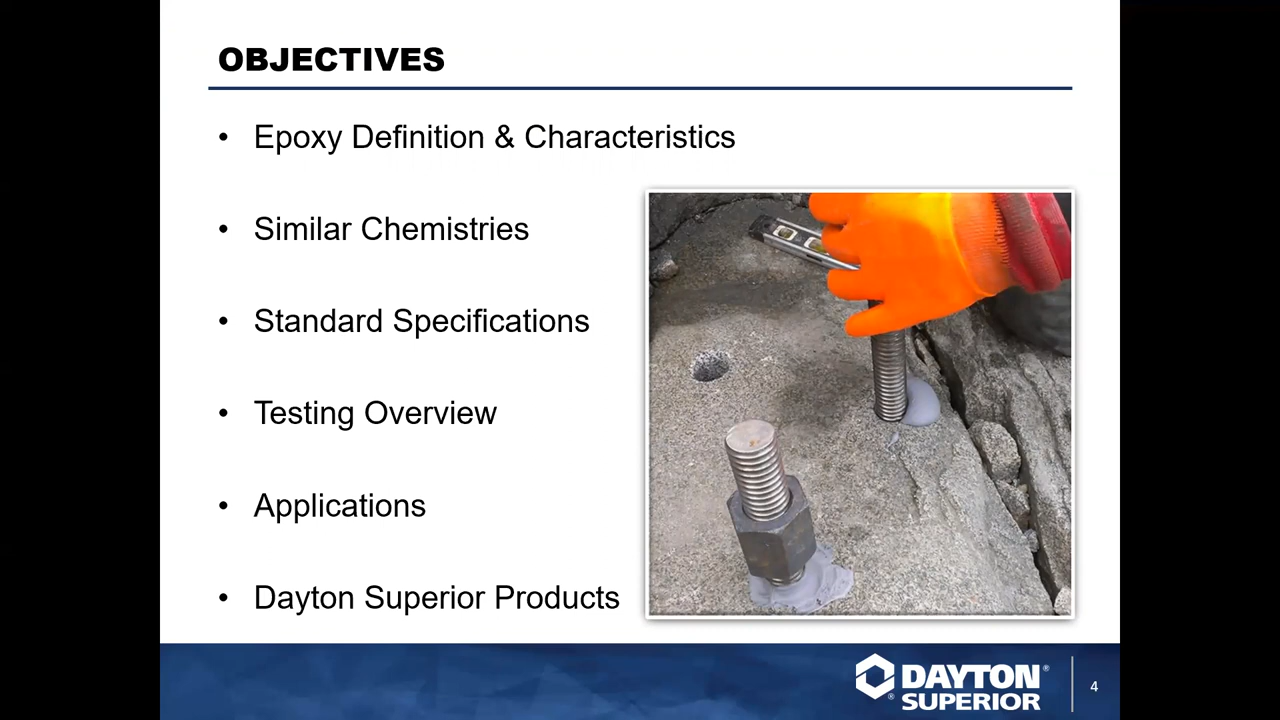 OBJECTIVES
• Epoxy Definition & Characteristics
• Similar Chemistries
• Standard Specifications
• Testing Overview
• Applications
• Dayton Superior Products
DAYTON®
®SUPERIOR
4